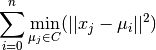 \sum_{i=0}^{n} \min_{\mu_j \in C} (||x_j - \mu_i||^2)